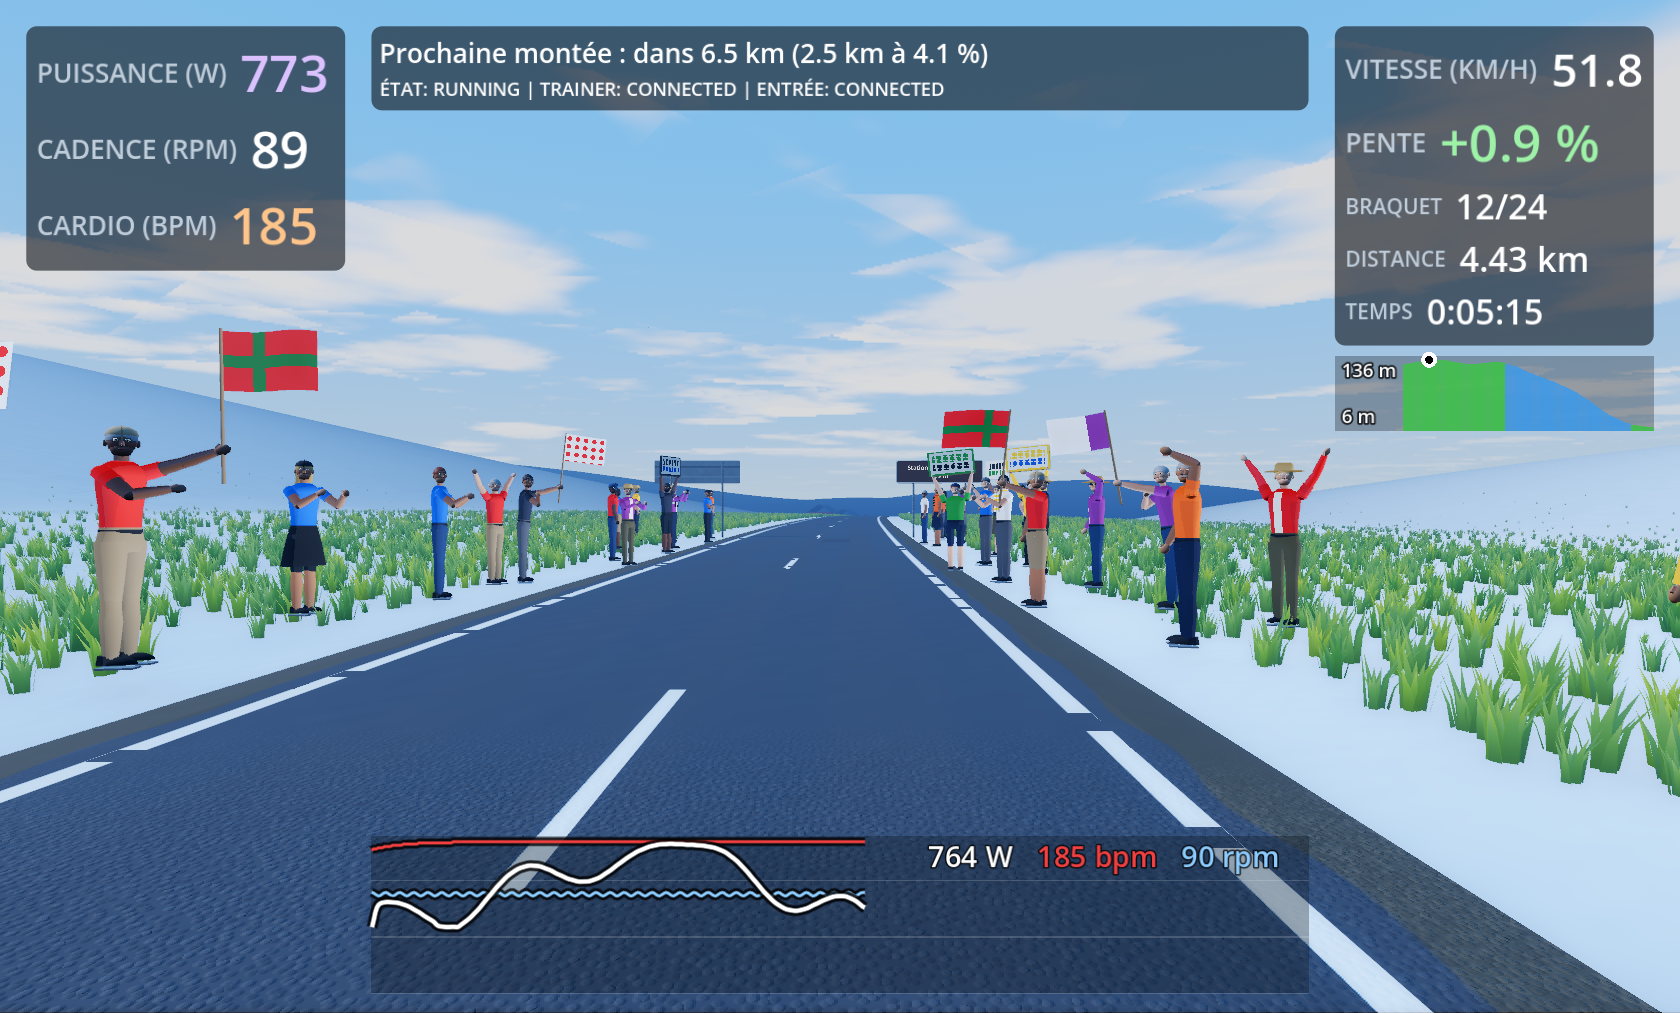 PUISSANCE (W) 773
CADENCE (RPM) 89
CARDIO (BPM) 185
Prochaine montée : dans 6.5 km (2.5 km à 4.1 %)
ÉTAT: RUNNING | TRAINER: CONNECTED | ENTRÉE: CONNECTED
VITESSE (KM/H) 51.8
PENTE +0.9 %
BRAQUET 12/24
DISTANCE 4.43 km
TEMPS 0:05:15
136 m
6 m
Station
764 W 185 bpm 90 rpm